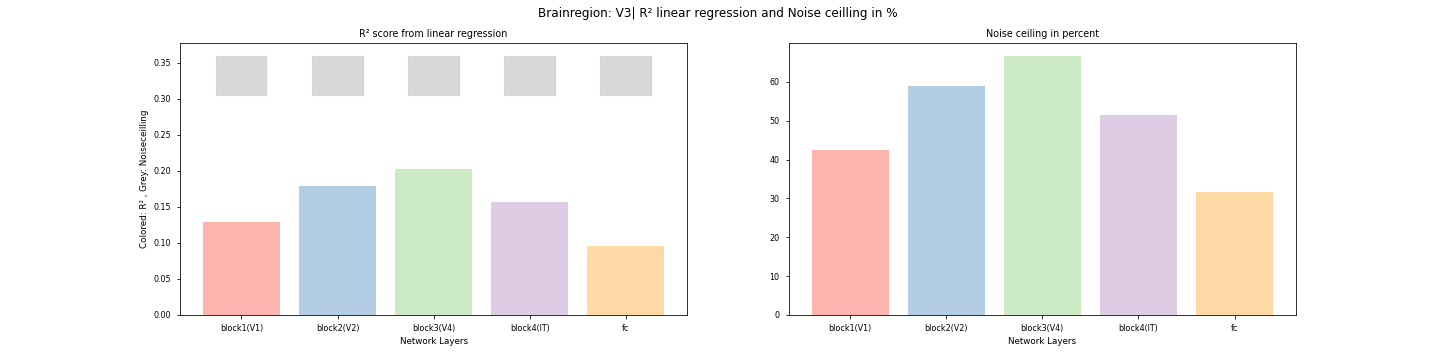 Brainregion: V3| R² linear regression and Noise ceilling in %
R² score from linear regression
Colored: R² , Grey: Noiseceilling
0.35
0.30
0.25
0.20
0.15
0.10
0.05
0.00
block1(V1) block2(V2) block3(V4) block4(IT) fc
Network Layers
Noise ceiling in percent
60
50
40
30
20
10
0
block1(V1) block2(V2) block3(V4) block4(IT) fc
Network Layers